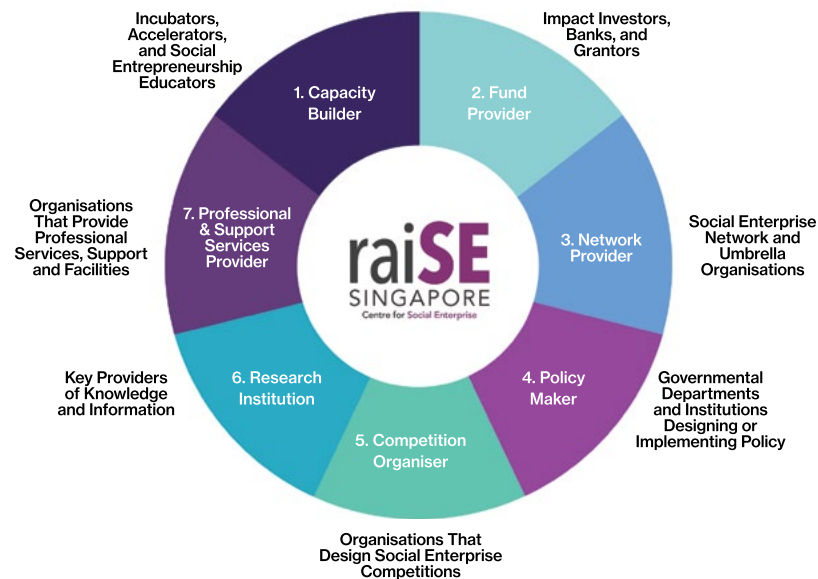 Incubators,
Accelerators,
and Social
Entrepreneurship
Educators
1. Capacity
Builder
Impact Investors,
Banks, and
Grantors
2. Fund
Provider
Social Enterprise
Network and
Umbrella
Organisations
3. Network
Provider
Governmental
Departments
and Institutions
Designing or
Implementing Policy
4. Policy
Maker
5. Competition
Organiser
Organisations That
Design Social Enterprise
Competitions
6. Research
Institution
Key Providers
of Knowledge
and Information
7. Professional
& Support
Services
Provider
Organisations
That Provide
Professional
Services, Support
and Facilities
raiSE
SINGAPORE
Centre for Social Enterprise